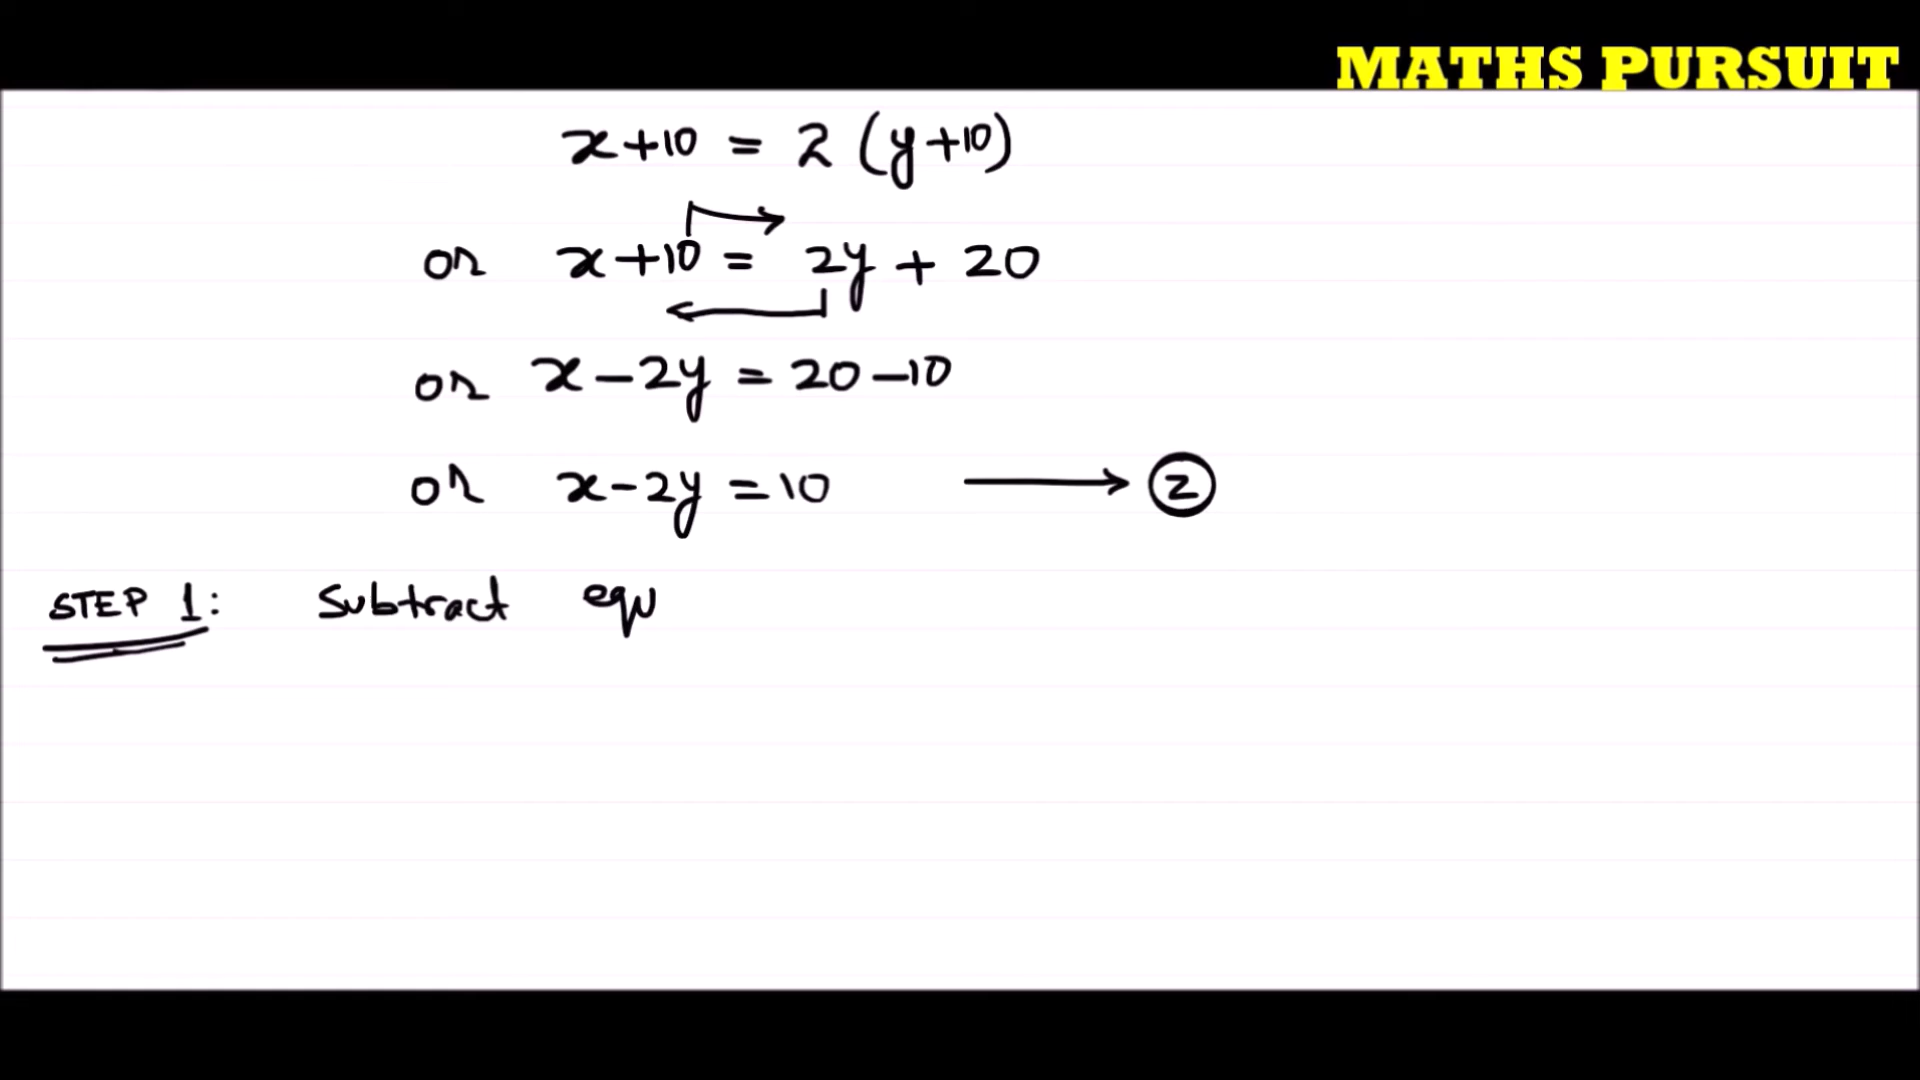 MATHS PURSUIT
x+10 = 2 (y+10)
or x+10 = 2y + 20
or x-2y = 20-10
or x-2y = 10 → 2
STEP 1: Subtract equ